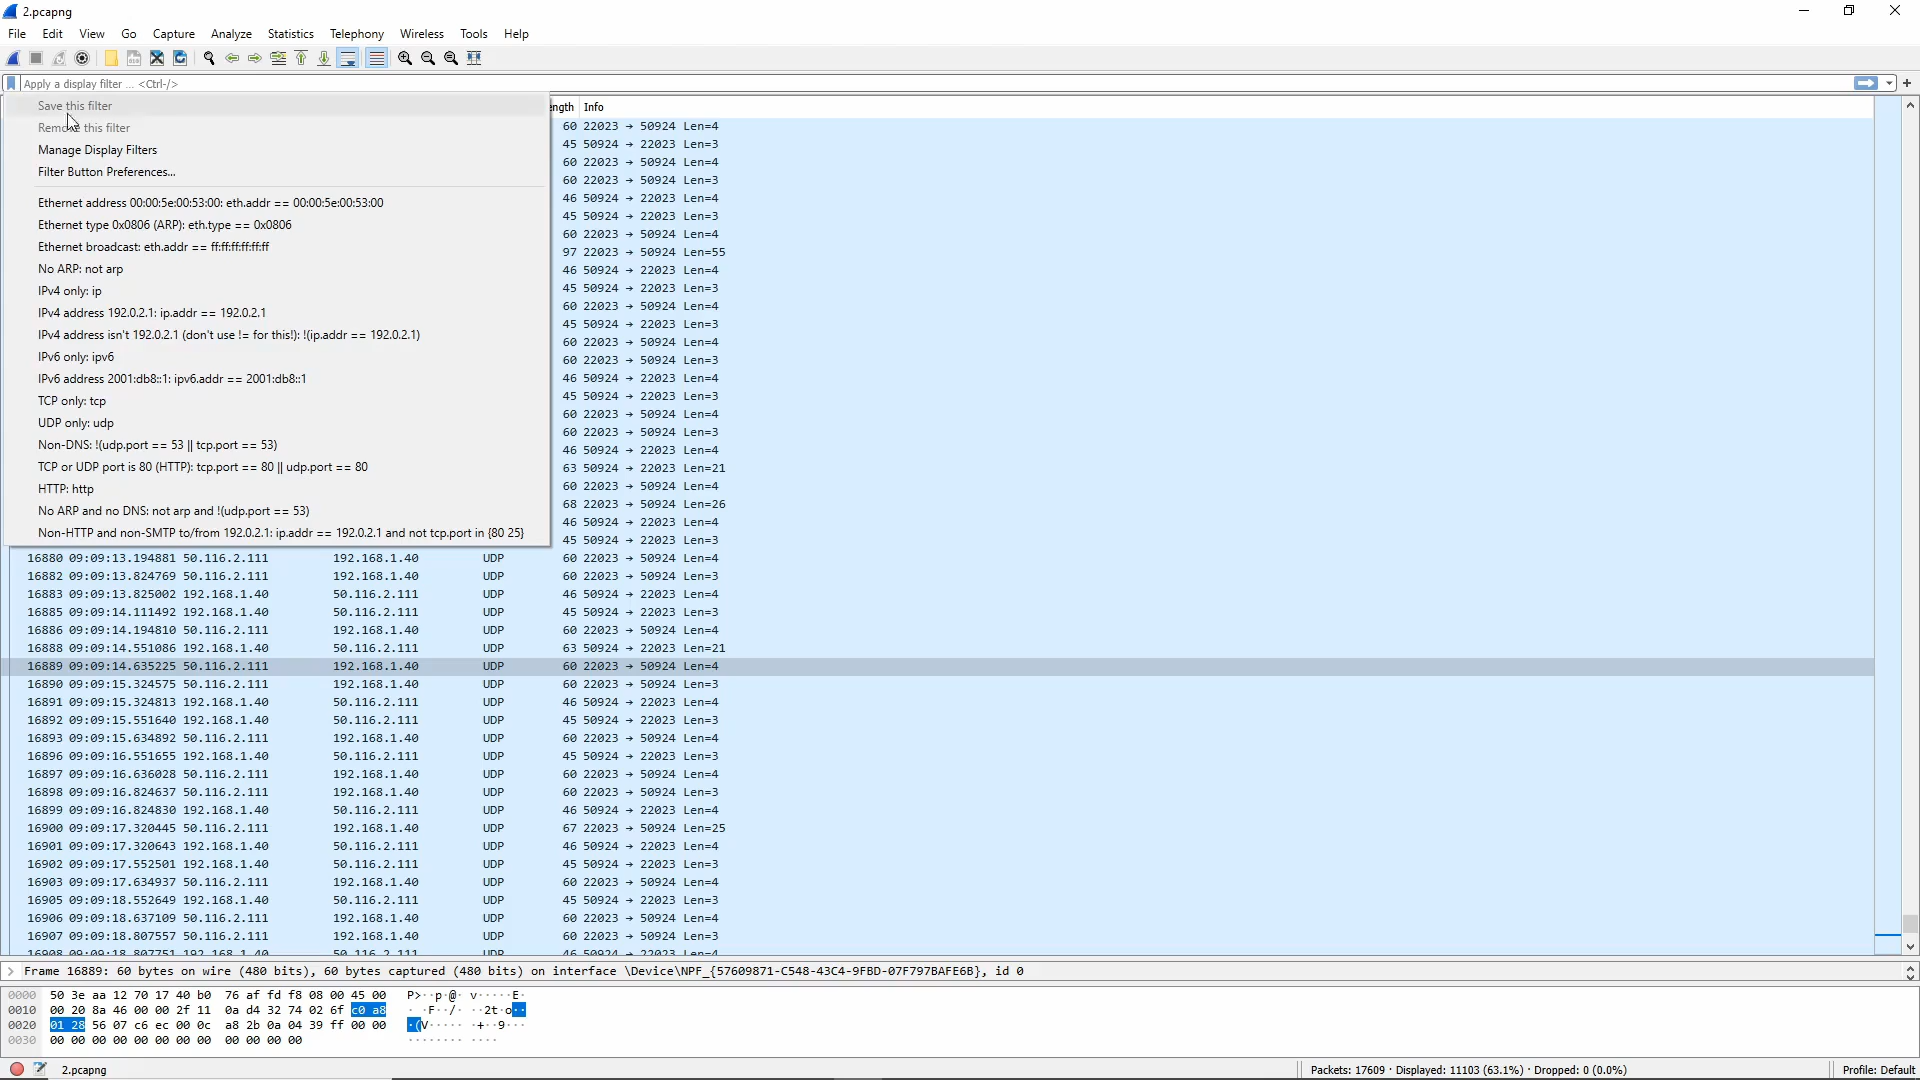 2.pcapng
File Edit View Go Capture Analyze Statistics Telephony Wireless Tools Help
Apply a display filter ... <Ctrl-/>
Save this filter
Remove this filter
Manage Display Filters
Filter Button Preferences...
Ethernet address 00:00:5e:00:53:00: eth.addr == 00:00:5e:00:53:00
Ethernet type 0x0806 (ARP): eth.type == 0x0806
Ethernet broadcast: eth.addr == ff:ff:ff:ff:ff:ff
No ARP: not arp
IPv4 only: ip
IPv4 address 192.0.2.1: ip.addr == 192.0.2.1
IPv4 address isn't 192.0.2.1 (don't use != for this!): !(ip.addr == 192.0.2.1)
IPv6 only: ipv6
IPv6 address 2001:db8::1: ipv6.addr == 2001:db8::1
TCP only: tcp
UDP only: udp
Non-DNS: !(udp.port == 53 || tcp.port == 53)
TCP or UDP port is 80 (HTTP): tcp.port == 80 || udp.port == 80
HTTP: http
No ARP and no DNS: not arp and !(udp.port == 53)
Non-HTTP and non-SMTP to/from 192.0.2.1: ip.addr == 192.0.2.1 and not tcp.port in {80 25}
ength Info
60 22023 → 50924 Len=4
45 50924 → 22023 Len=3
60 22023 → 50924 Len=4
60 22023 → 50924 Len=3
46 50924 → 22023 Len=4
45 50924 → 22023 Len=3
60 22023 → 50924 Len=4
97 22023 → 50924 Len=55
46 50924 → 22023 Len=4
45 50924 → 22023 Len=3
60 22023 → 50924 Len=4
45 50924 → 22023 Len=3
60 22023 → 50924 Len=4
60 22023 → 50924 Len=3
46 50924 → 22023 Len=4
45 50924 → 22023 Len=3
60 22023 → 50924 Len=4
60 22023 → 50924 Len=3
46 50924 → 22023 Len=4
63 50924 → 22023 Len=21
60 22023 → 50924 Len=4
68 22023 → 50924 Len=26
46 50924 → 22023 Len=4
45 50924 → 22023 Len=3
16880 09:09:13.194881 50.116.2.111 192.168.1.40 UDP 60 22023 → 50924 Len=4
16882 09:09:13.824769 50.116.2.111 192.168.1.40 UDP 60 22023 → 50924 Len=3
16883 09:09:13.825002 192.168.1.40 50.116.2.111 UDP 46 50924 → 22023 Len=4
16885 09:09:14.111492 192.168.1.40 50.116.2.111 UDP 45 50924 → 22023 Len=3
16886 09:09:14.194810 50.116.2.111 192.168.1.40 UDP 60 22023 → 50924 Len=4
16888 09:09:14.551086 192.168.1.40 50.116.2.111 UDP 63 50924 → 22023 Len=21
16889 09:09:14.635225 50.116.2.111 192.168.1.40 UDP 60 22023 → 50924 Len=4
16890 09:09:15.324575 50.116.2.111 192.168.1.40 UDP 60 22023 → 50924 Len=3
16891 09:09:15.324813 192.168.1.40 50.116.2.111 UDP 46 50924 → 22023 Len=4
16892 09:09:15.551640 192.168.1.40 50.116.2.111 UDP 45 50924 → 22023 Len=3
16893 09:09:15.634892 50.116.2.111 192.168.1.40 UDP 60 22023 → 50924 Len=4
16896 09:09:16.551655 192.168.1.40 50.116.2.111 UDP 45 50924 → 22023 Len=3
16897 09:09:16.636028 50.116.2.111 192.168.1.40 UDP 60 22023 → 50924 Len=4
16898 09:09:16.824637 50.116.2.111 192.168.1.40 UDP 60 22023 → 50924 Len=3
16899 09:09:16.824830 192.168.1.40 50.116.2.111 UDP 46 50924 → 22023 Len=4
16900 09:09:17.320445 50.116.2.111 192.168.1.40 UDP 67 22023 → 50924 Len=25
16901 09:09:17.320643 192.168.1.40 50.116.2.111 UDP 46 50924 → 22023 Len=4
16902 09:09:17.552501 192.168.1.40 50.116.2.111 UDP 45 50924 → 22023 Len=3
16903 09:09:17.634937 50.116.2.111 192.168.1.40 UDP 60 22023 → 50924 Len=4
16905 09:09:18.552649 192.168.1.40 50.116.2.111 UDP 45 50924 → 22023 Len=3
16906 09:09:18.637109 50.116.2.111 192.168.1.40 UDP 60 22023 → 50924 Len=4
16907 09:09:18.807557 50.116.2.111 192.168.1.40 UDP 60 22023 → 50924 Len=3
16908 09:09:18.807751 192.168.1.40 50.116.2.111 UDP 46 50924 → 22023 Len=4
Frame 16889: 60 bytes on wire (480 bits), 60 bytes captured (480 bits) on interface \Device\NPF_{57609871-C548-43C4-9FBD-07F797BAFE6B}, id 0
0000 50 3e aa 12 70 17 40 b0 76 af fd f8 08 00 45 00 P>··p·@· v·····E·
0010 00 20 8a 46 00 00 2f 11 0a d4 32 74 02 6f c0 a8 · ·F··/· ··2t·o··
0020 01 28 56 07 c6 ec 00 0c a8 2b 0a 04 39 ff 00 00 ·(V····· ·+··9···
0030 00 00 00 00 00 00 00 00 00 00 00 00 ········ ····
2.pcapng Packets: 17609 · Displayed: 11103 (63.1%) · Dropped: 0 (0.0%) Profile: Default